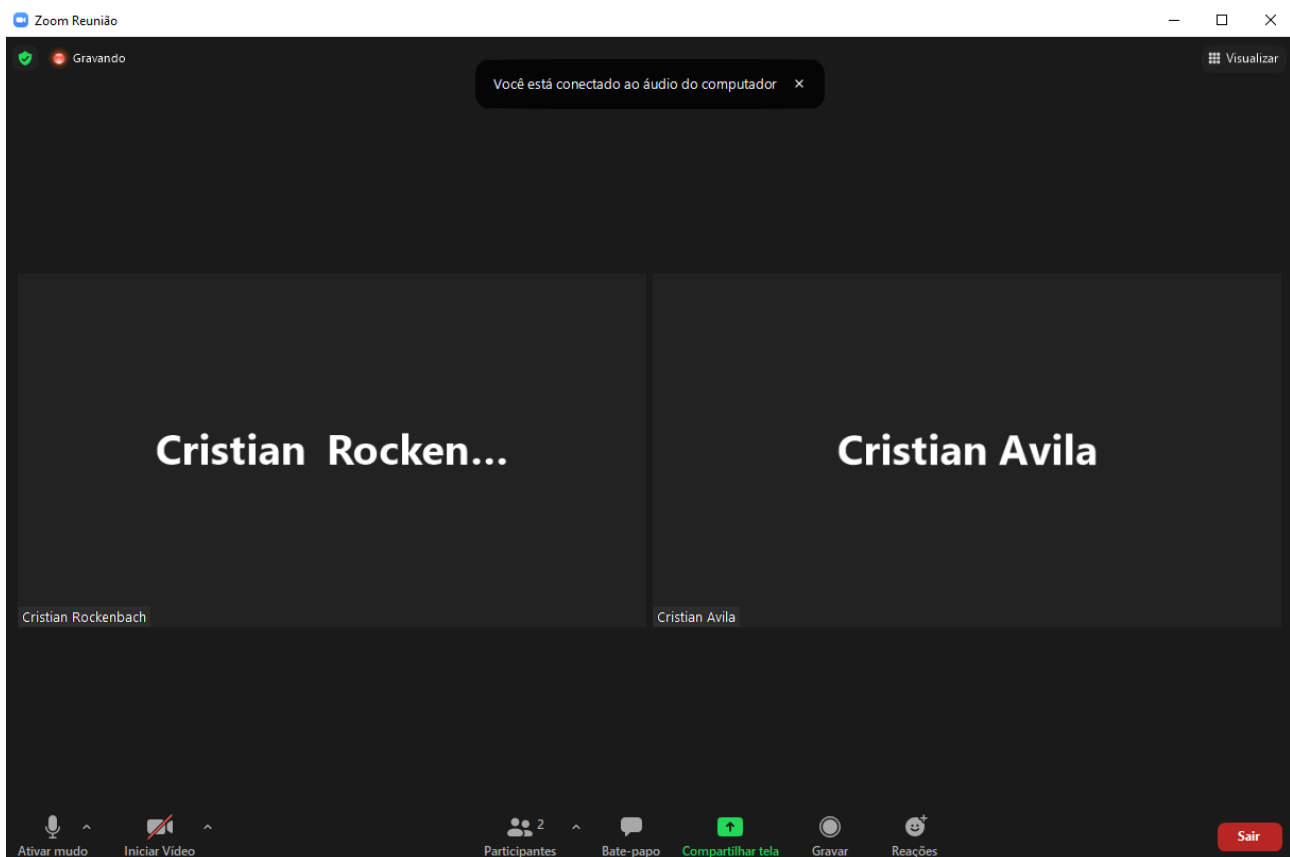 Zoom Reunião
Gravando
Visualizar
Você está conectado ao áudio do computador
Cristian  Rocken...
Cristian Avila
Cristian Rockenbach
Cristian Avila
2
Ativar mudo
Iniciar Vídeo
Participantes
Bate-papo
Compartilhar tela
Gravar
Reações
Sair